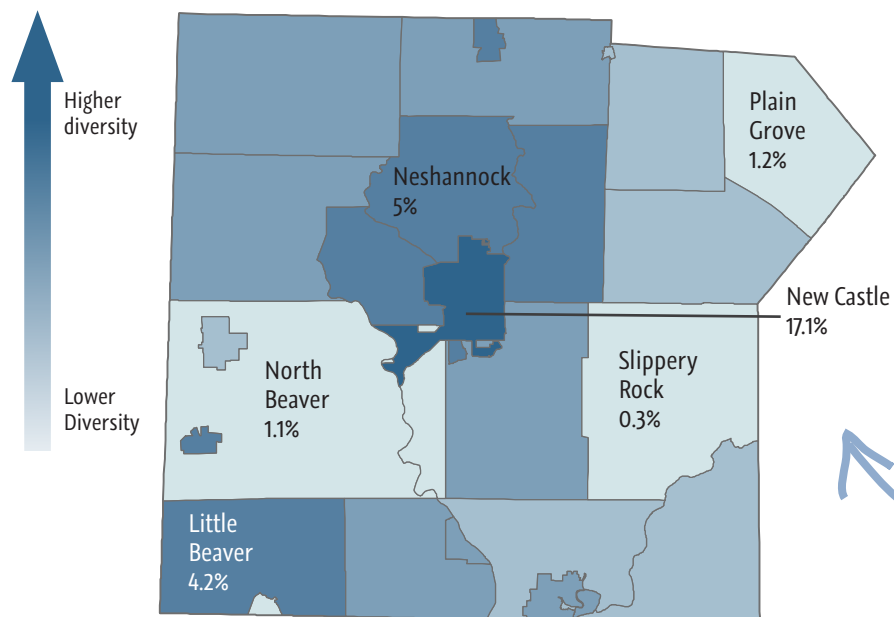 Higher
diversity
Plain
Grove
1.2%
Neshannock
5%
New Castle
17.1%
North
Beaver
1.1%
Slippery
Rock
0.3%
Lower
Diversity
Little
Beaver
4.2%